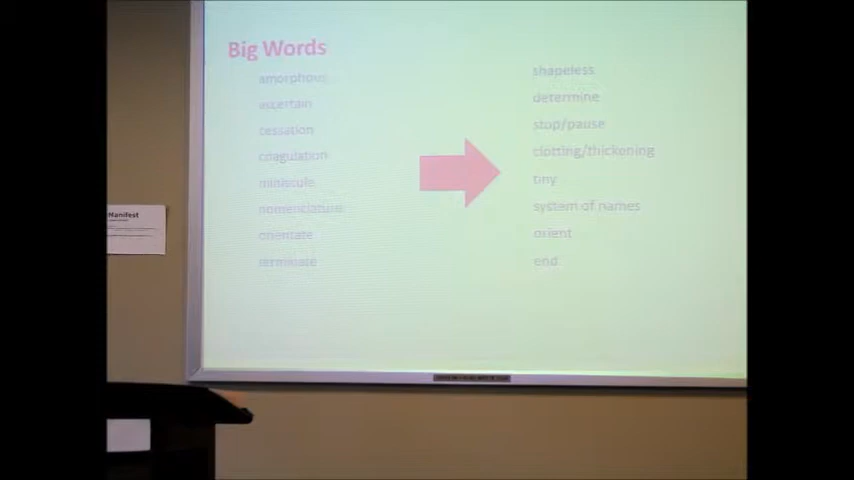 Big Words
amorphous
ascertain
cessation
coagulation
miniscule
nomenclature
orientate
terminate
shapeless
determine
stop/pause
clotting/thickening
tiny
system of names
orient
end
Manifest